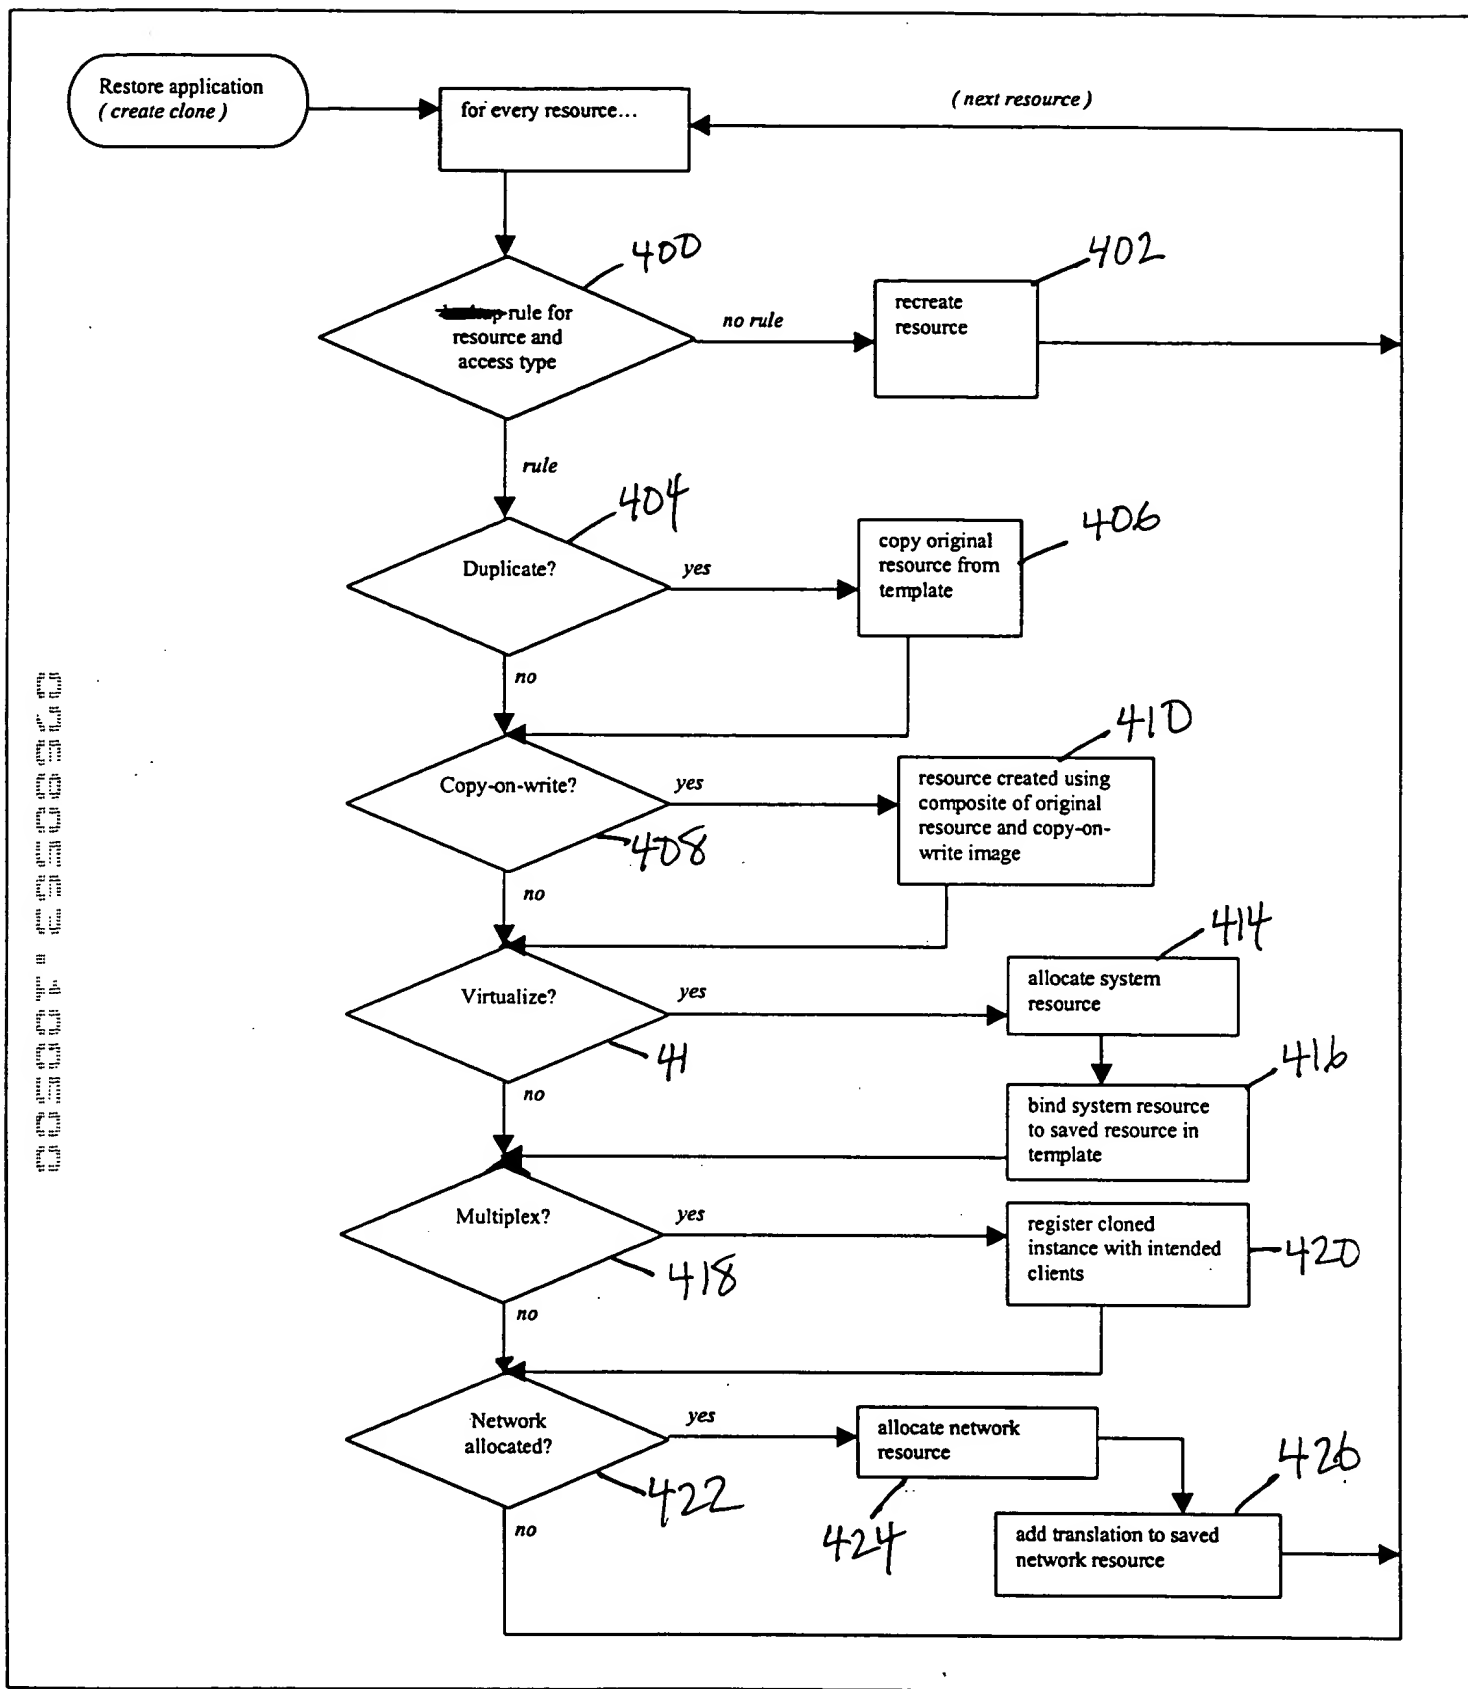 Restore application
( create clone )
for every resource...
( next resource )
400
rule for
resource and
access type
no rule
402
recreate
resource
rule
404
Duplicate?
yes
406
copy original
resource from
template
no
410
Copy-on-write?
yes
408
resource created using
composite of original
resource and copy-on-
write image
no
414
Virtualize?
yes
41
allocate system
resource
416
no
bind system resource
to saved resource in
template
Multiplex?
yes
418
register cloned
instance with intended
clients
420
no
Network
allocated?
yes
422
allocate network
resource
424
426
no
add translation to saved
network resource